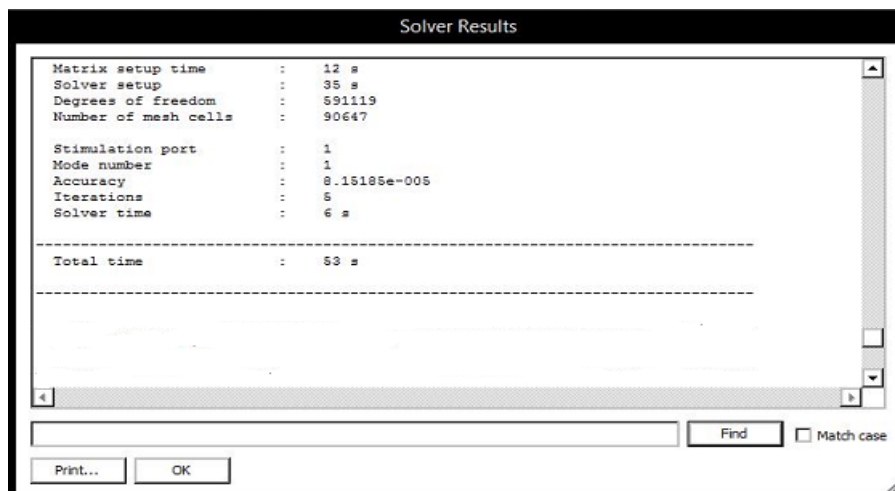 Solver Results
Matrix setup time : 12 s
Solver setup : 35 s
Degrees of freedom : 591119
Number of mesh cells : 90647
Stimulation port : 1
Mode number : 1
Accuracy : 8.15185e-005
Iterations : 5
Solver time : 6 s
--------------------------------------------------------------------------------
Total time : 53 s
--------------------------------------------------------------------------------
Find Match case
Print... OK